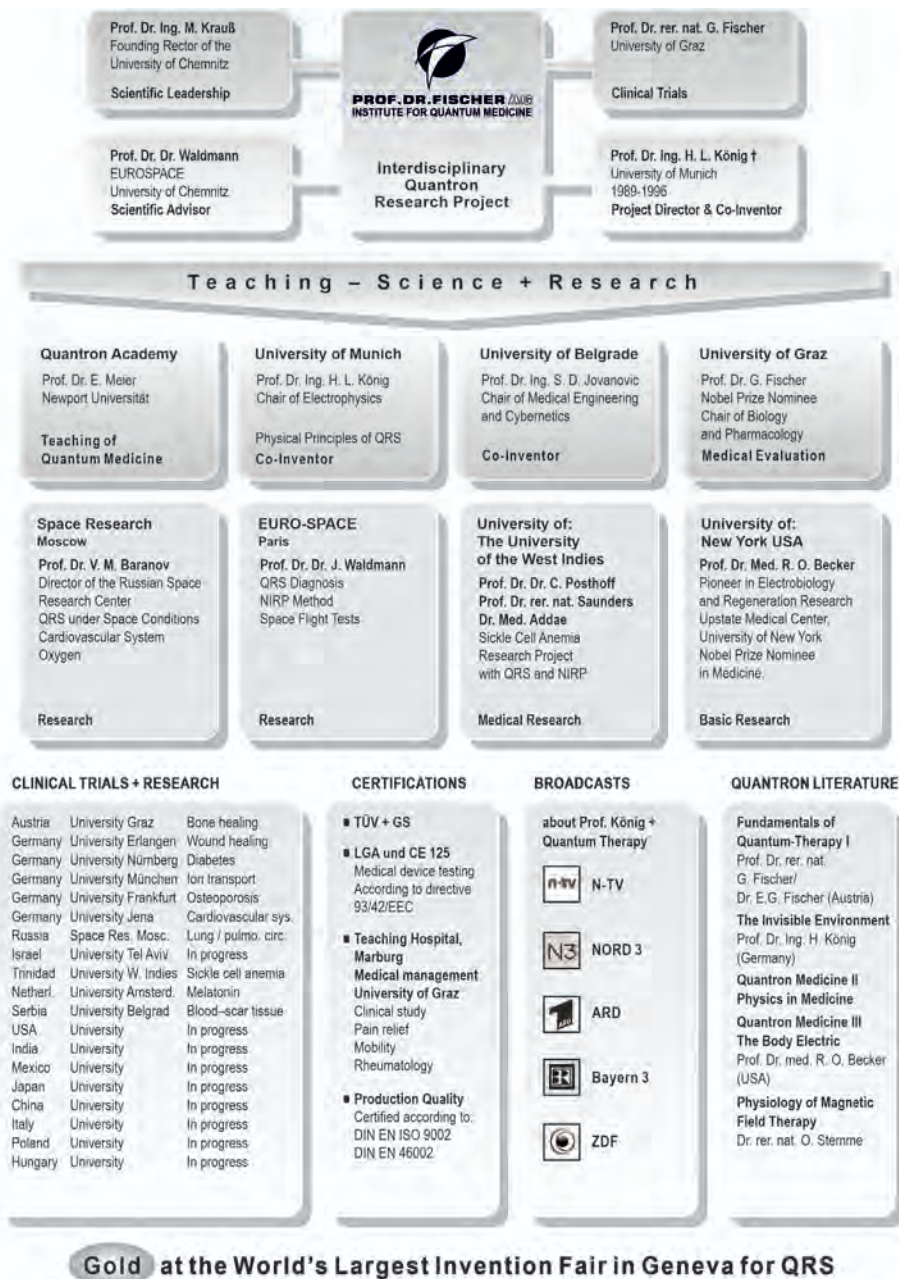 Prof. Dr. Ing. M. Krauß
Founding Rector of the
University of Chemnitz
Scientific Leadership
PROF.DR.FISCHER AG
INSTITUTE FOR QUANTUM MEDICINE
Interdisciplinary
Quantron
Research Project
Prof. Dr. rer. nat. G. Fischer
University of Graz
Clinical Trials
Prof. Dr. Dr. Waldmann
EUROSPACE
University of Chemnitz
Scientific Advisor
Prof. Dr. Ing. H. L. König †
University of Munich
1989-1996
Project Director & Co-Inventor
Teaching – Science + Research
Quantron Academy
Prof. Dr. E. Meier
Newport Universität
Teaching of
Quantum Medicine
University of Munich
Prof. Dr. Ing. H. L. König
Chair of Electrophysics
Physical Principles of QRS
Co-Inventor
University of Belgrade
Prof. Dr. Ing. S. D. Jovanovic
Chair of Medical Engineering
and Cybernetics
Co-Inventor
University of Graz
Prof. Dr. G. Fischer
Nobel Prize Nominee
Chair of Biology
and Pharmacology
Medical Evaluation
Space Research
Moscow
Prof. Dr. V. M. Baranov
Director of the Russian Space
Research Center
QRS under Space Conditions
Cardiovascular System
Oxygen
Research
EURO-SPACE
Paris
Prof. Dr. Dr. J. Waldmann
QRS Diagnosis
NIRP Method
Space Flight Tests
Research
University of:
The University
of the West Indies
Prof. Dr. Dr. C. Posthoff
Prof. Dr. rer. nat. Saunders
Dr. Med. Addae
Sickle Cell Anemia
Research Project
with QRS and NIRP
Medical Research
University of:
New York USA
Prof. Dr. Med. R. O. Becker
Pioneer in Electrobiology
and Regeneration Research
Upstate Medical Center,
University of New York
Nobel Prize Nominee
in Medicine.
Basic Research
CLINICAL TRIALS + RESEARCH
Austria University Graz Bone healing
Germany University Erlangen Wound healing
Germany University Nürnberg Diabetes
Germany University München Ion transport
Germany University Frankfurt Osteoporosis
Germany University Jena Cardiovascular sys.
Russia Space Res. Mosc. Lung / pulmo. circ.
Israel University Tel Aviv In progress
Trinidad University W. Indies Sickle cell anemia
Netherl. University Amsterd. Melatonin
Serbia University Belgrad Blood–scar tissue
USA University In progress
India University In progress
Mexico University In progress
Japan University In progress
China University In progress
Italy University In progress
Poland University In progress
Hungary University In progress
CERTIFICATIONS
■ TÜV + GS
■ LGA und CE 125
Medical device testing
According to directive
93/42/EEC
■ Teaching Hospital,
Marburg
Medical management
University of Graz
Clinical study
Pain relief
Mobility
Rheumatology
■ Production Quality
Certified according to:
DIN EN ISO 9002
DIN EN 46002
BROADCASTS
about Prof. König +
Quantum Therapy
n-tv N-TV
N3 NORD 3
ARD
Bayern 3
ZDF
QUANTRON LITERATURE
Fundamentals of
Quantum-Therapy I
Prof. Dr. rer. nat.
G. Fischer/
Dr. E.G. Fischer (Austria)
The Invisible Environment
Prof. Dr. Ing. H. König
(Germany)
Quantron Medicine II
Physics in Medicine
Quantron Medicine III
The Body Electric
Prof. Dr. med. R. O. Becker
(USA)
Physiology of Magnetic
Field Therapy
Dr. rer. nat. O. Stemme
Gold at the World's Largest Invention Fair in Geneva for QRS